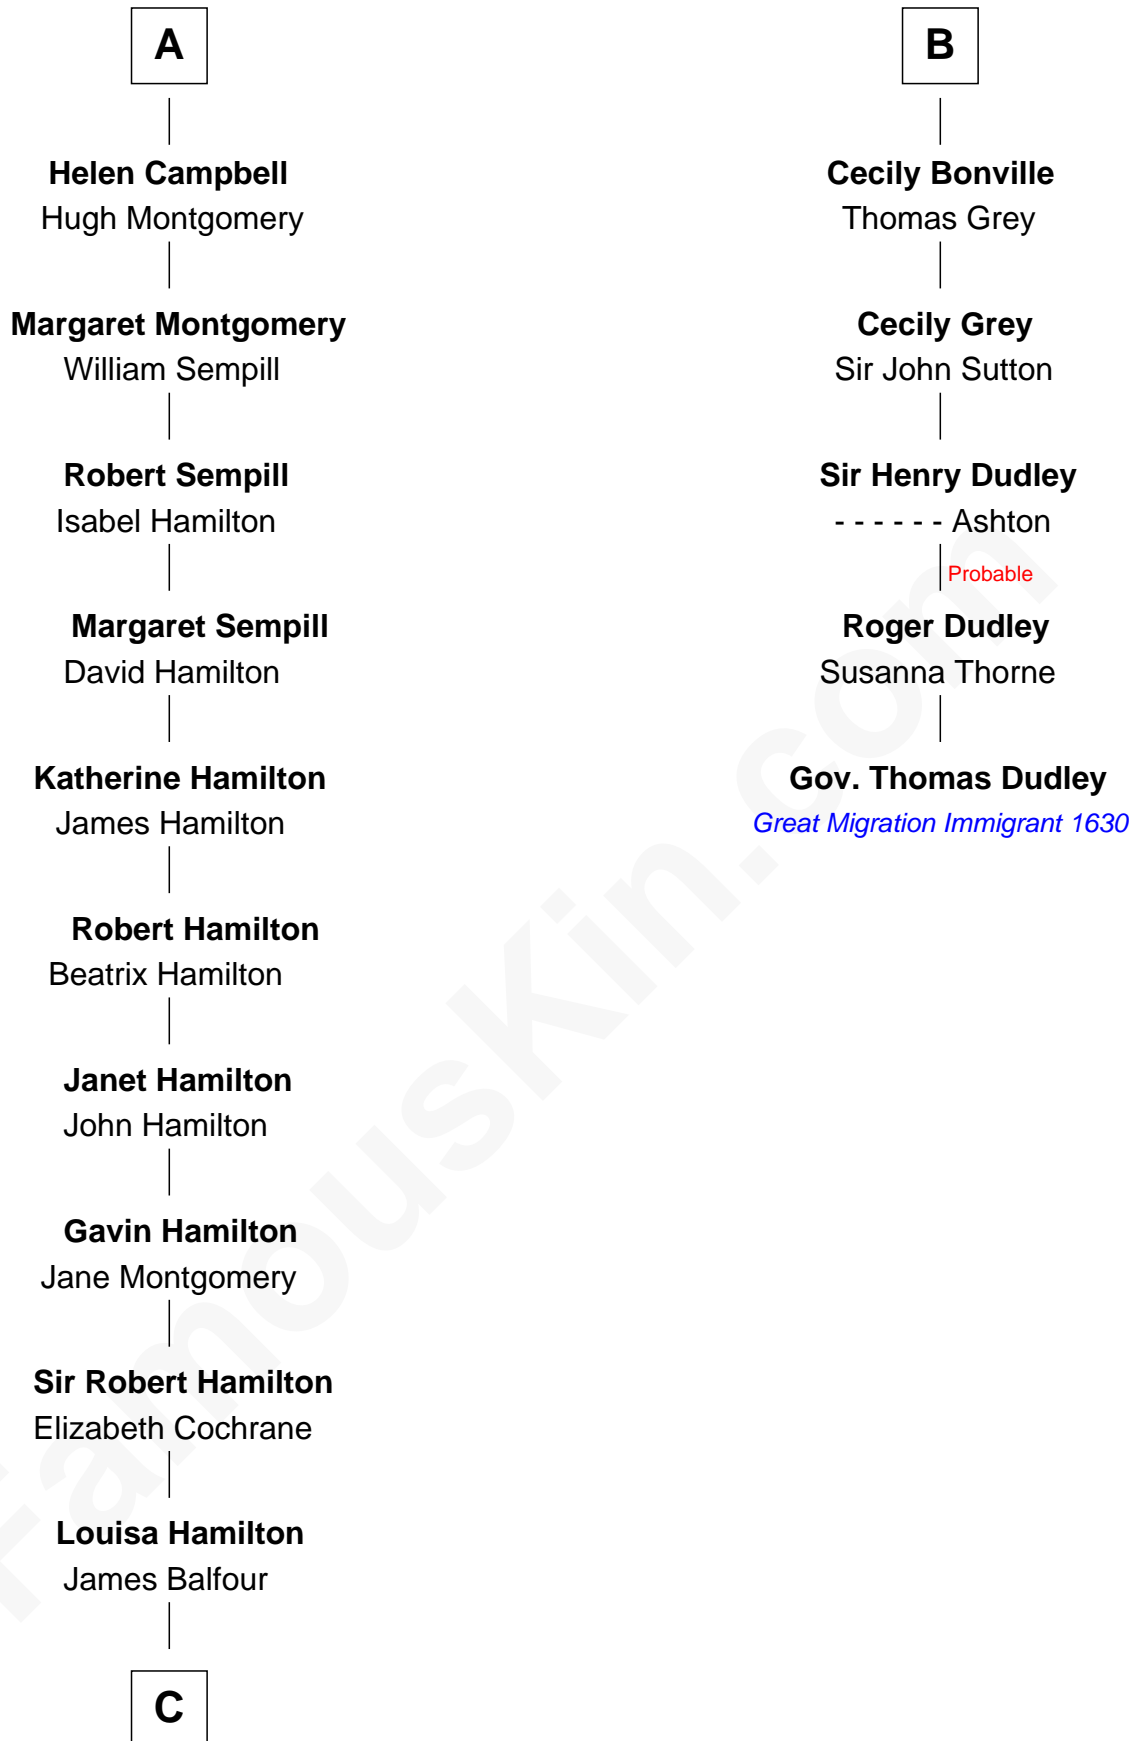 A
Helen Campbell
Hugh Montgomery
Margaret Montgomery
William Sempill
Robert Sempill
Isabel Hamilton
Margaret Sempill
David Hamilton
Katherine Hamilton
James Hamilton
Robert Hamilton
Beatrix Hamilton
Janet Hamilton
John Hamilton
Gavin Hamilton
Jane Montgomery
Sir Robert Hamilton
Elizabeth Cochrane
Louisa Hamilton
James Balfour
C
B
Cecily Bonville
Thomas Grey
Cecily Grey
Sir John Sutton
Sir Henry Dudley
- - - - - - Ashton
Probable
Roger Dudley
Susanna Thorne
Gov. Thomas Dudley
Great Migration Immigrant 1630
FamousKin.com